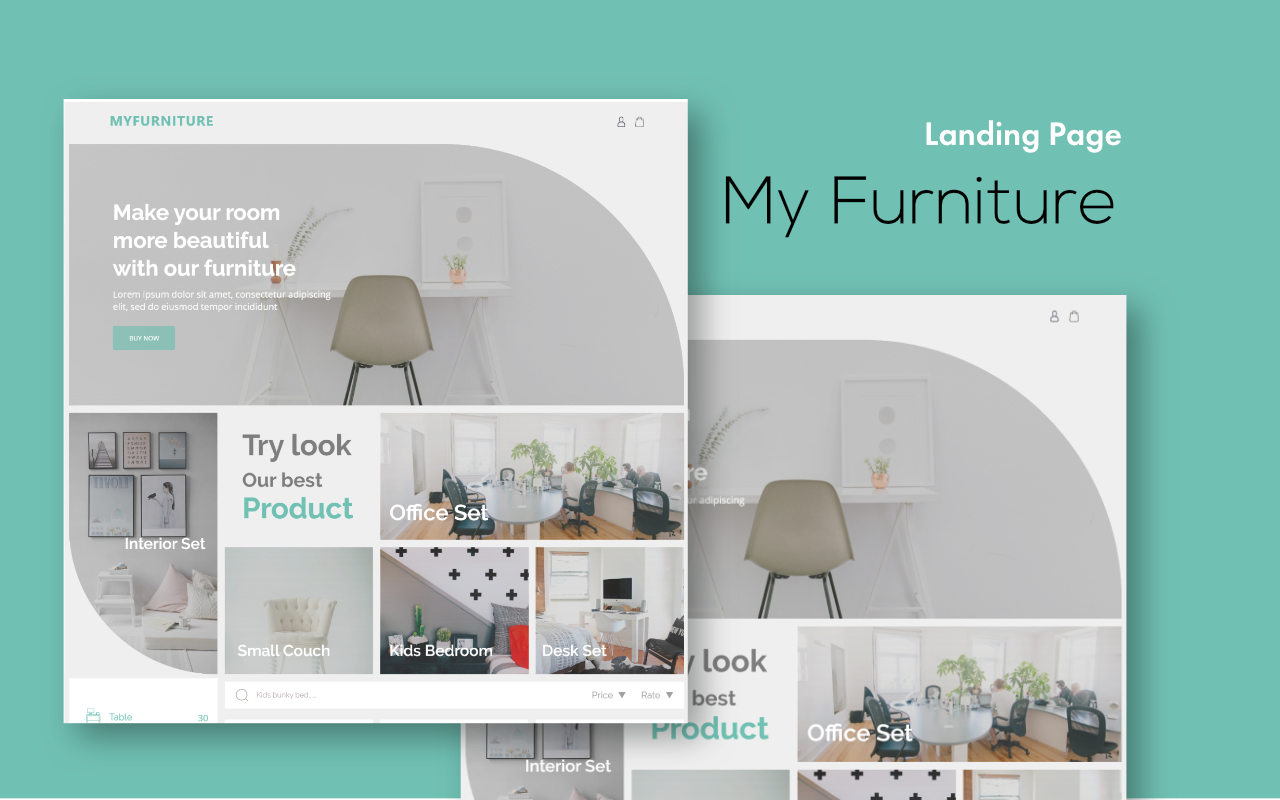 Landing Page
My Furniture
MYFURNITURE
Make your room
more beautiful
with our furniture
Lorem ipsum dolor sit amet, consectetur adipiscing
elit, sed do eiusmod tempor incididunt
BUY NOW
TIVOLI
Interior Set
Try look
Our best
Product
Office Set
Small Couch
Kids Bedroom
Desk Set
Kids bunky bed....
Price
Rate
Table
30
re
ur adipiscing
y look
best
Product
Office Set
Interior Set